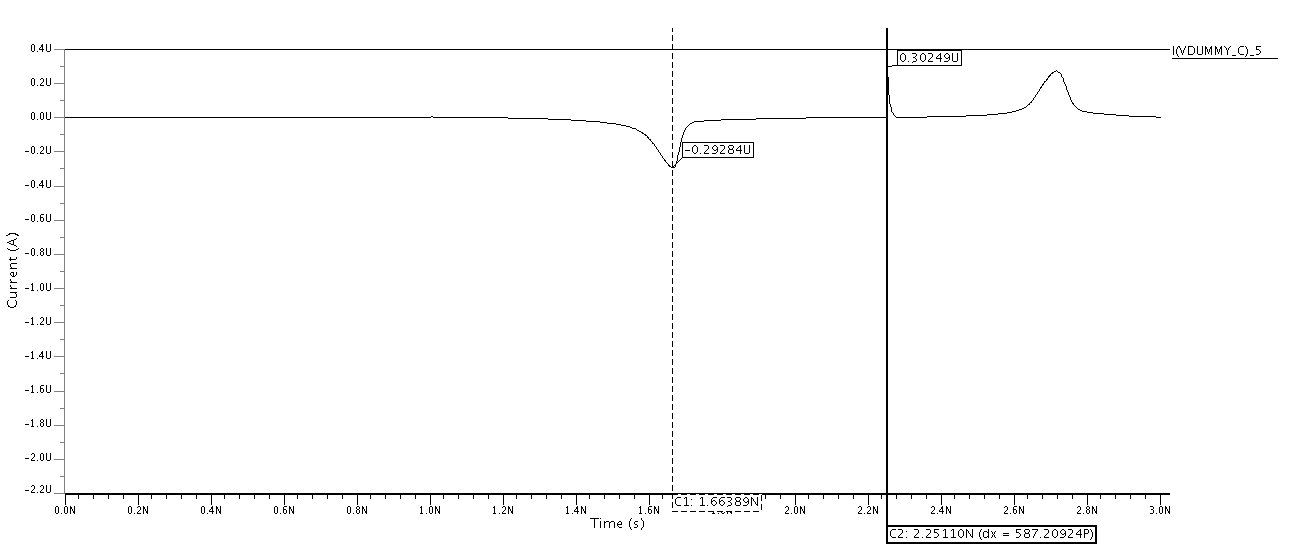 0.4U
I(VDUMMY_C)_5
0.30249U
0.2U
0.0U
-0.29284U
-0.2U
-0.4U
-0.6U
-0.8U
Current (A)
-1.0U
-1.2U
-1.4U
-1.6U
-1.8U
-2.0U
-2.2U
C1: 1.66389N
0.0N 0.2N 0.4N 0.6N 0.8N 1.0N 1.2N 1.4N 1.6N 2.0N 2.2N 2.4N 2.6N 2.8N 3.0N
Time (s)
C2: 2.25110N (dx = 587.20924P)